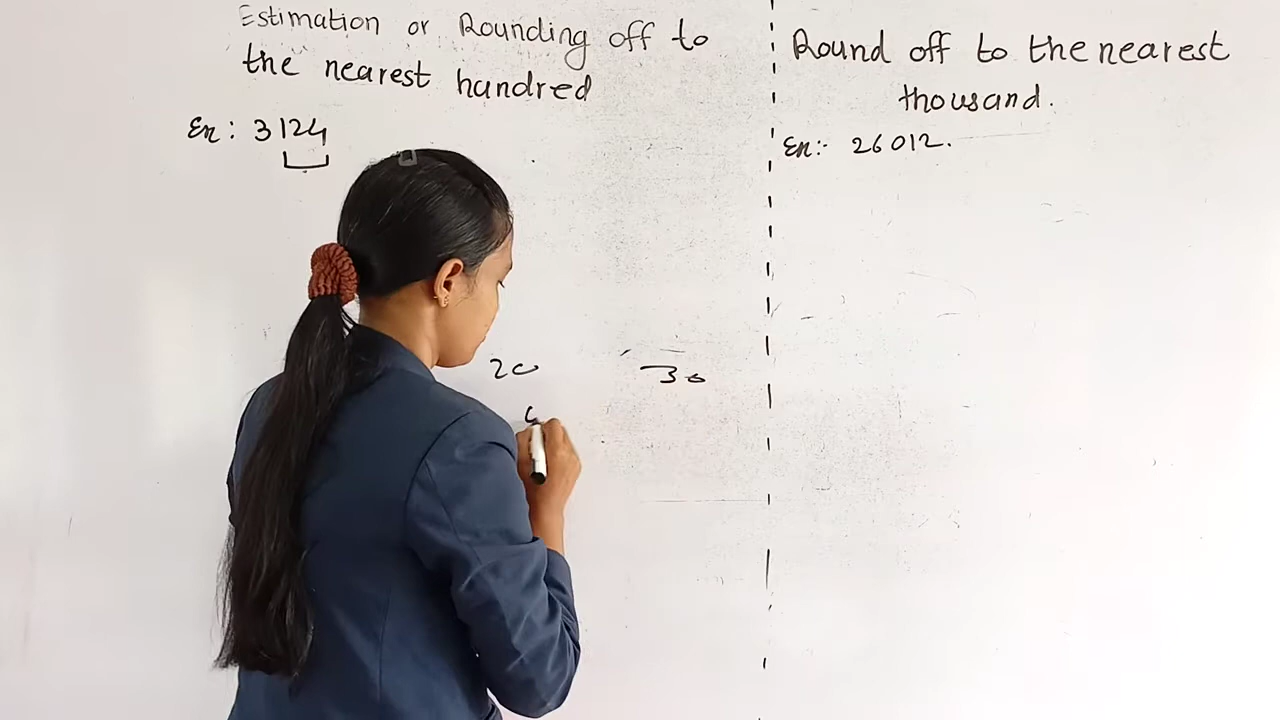 Estimation or Rounding off to
the nearest hundred
Ex: 3124
20 30
Round off to the nearest
thousand.
Ex:- 26012.